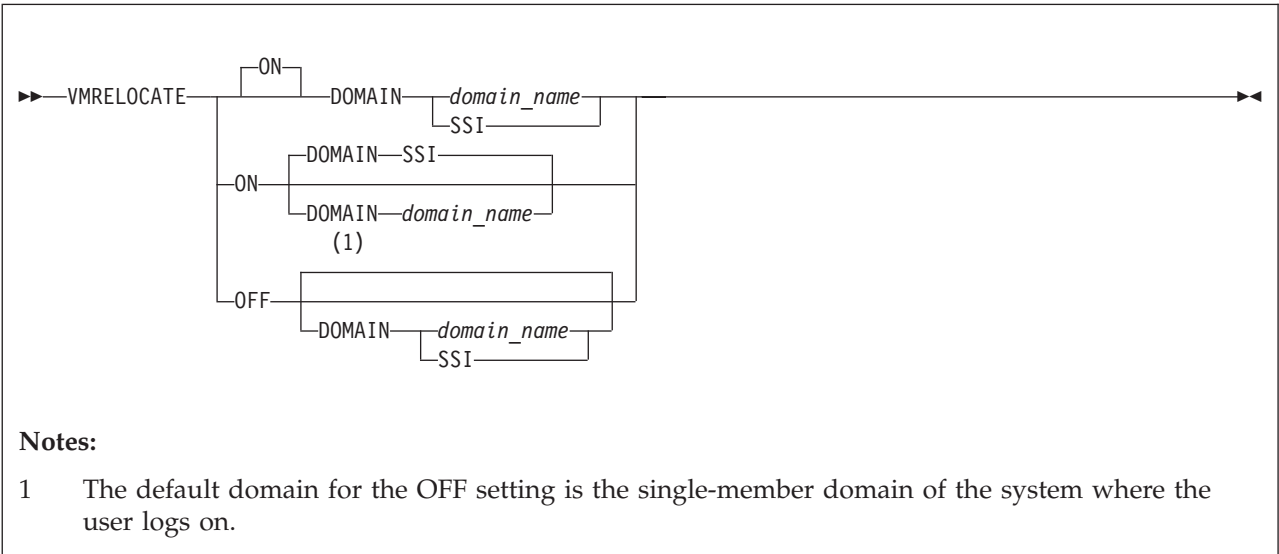 ON
VMRELOCATE DOMAIN domain_name
SSI
DOMAIN SSI
ON
DOMAIN domain_name
(1)
OFF
DOMAIN domain_name
SSI
Notes:
1 The default domain for the OFF setting is the single-member domain of the system where the
user logs on.